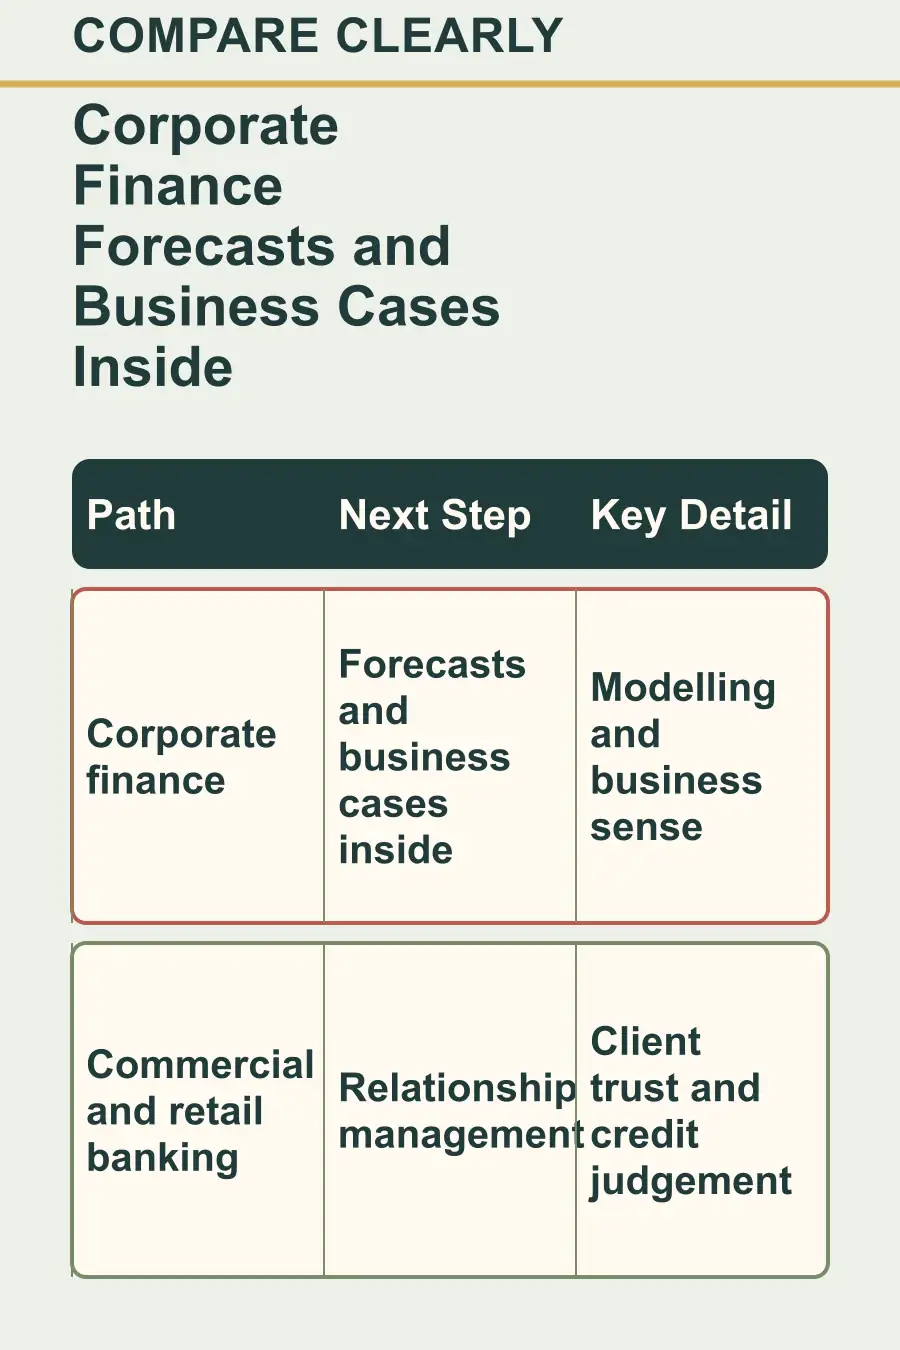 COMPARE CLEARLY
Corporate
Finance
Forecasts and
Business Cases
Inside
Path
Next Step
Key Detail
Corporate
finance
Forecasts
and
business
cases
inside
Modelling
and
business
sense
Commercial
and retail
banking
Relationship
management
Client
trust and
credit
judgement